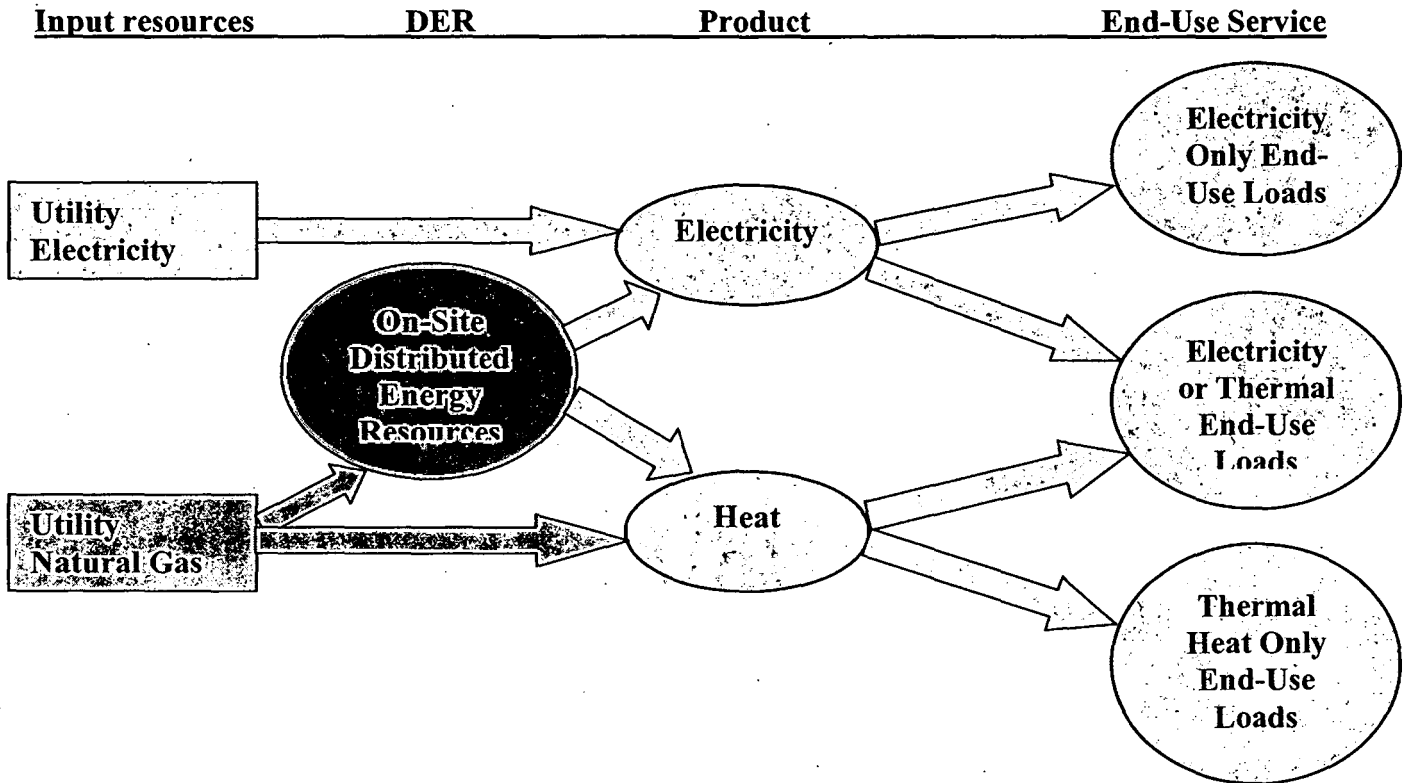 Input resources DER Product End-Use Service
Electricity
Only End-
Use Loads
Utility
Electricity
Electricity
On-Site
Distributed
Energy
Resources
Electricity
or Thermal
End-Use
Loads
Utility
Natural Gas
Heat
Thermal
Heat Only
End-Use
Loads